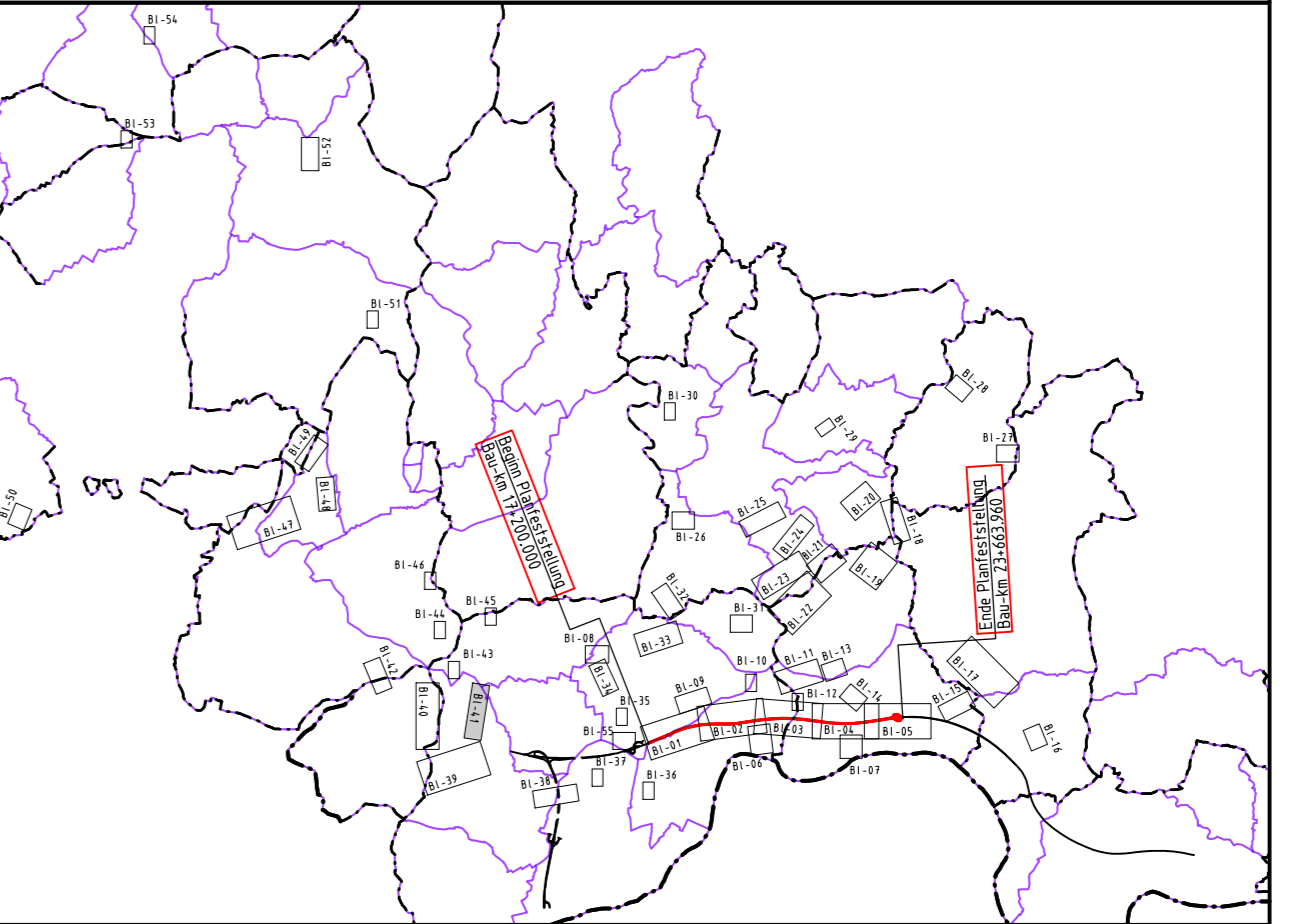 Bl-54
Bl-53
Bl-52
Bl-51
Bl-30
Bl-28
Bl-29
Bl-27
Bl-49
Bl-48
Bl-47
Bl-50
Beginn Planfeststellung
Bau-km 17+200.000
Ende Planfeststellung
Bau-km 23+663.960
Bl-25
Bl-20
Bl-18
Bl-26
Bl-24
Bl-21
Bl-19
Bl-23
Bl-22
Bl-46
Bl-45
Bl-44
Bl-32
Bl-31
Bl-08
Bl-33
Bl-43
Bl-42
Bl-10
Bl-11
Bl-13
Bl-17
Bl-34
Bl-09
Bl-12
Bl-14
Bl-15
Bl-40
Bl-41
Bl-35
Bl-55
Bl-01
Bl-02
Bl-03
Bl-04
Bl-05
Bl-16
Bl-06
Bl-07
Bl-39
Bl-38
Bl-37
Bl-36